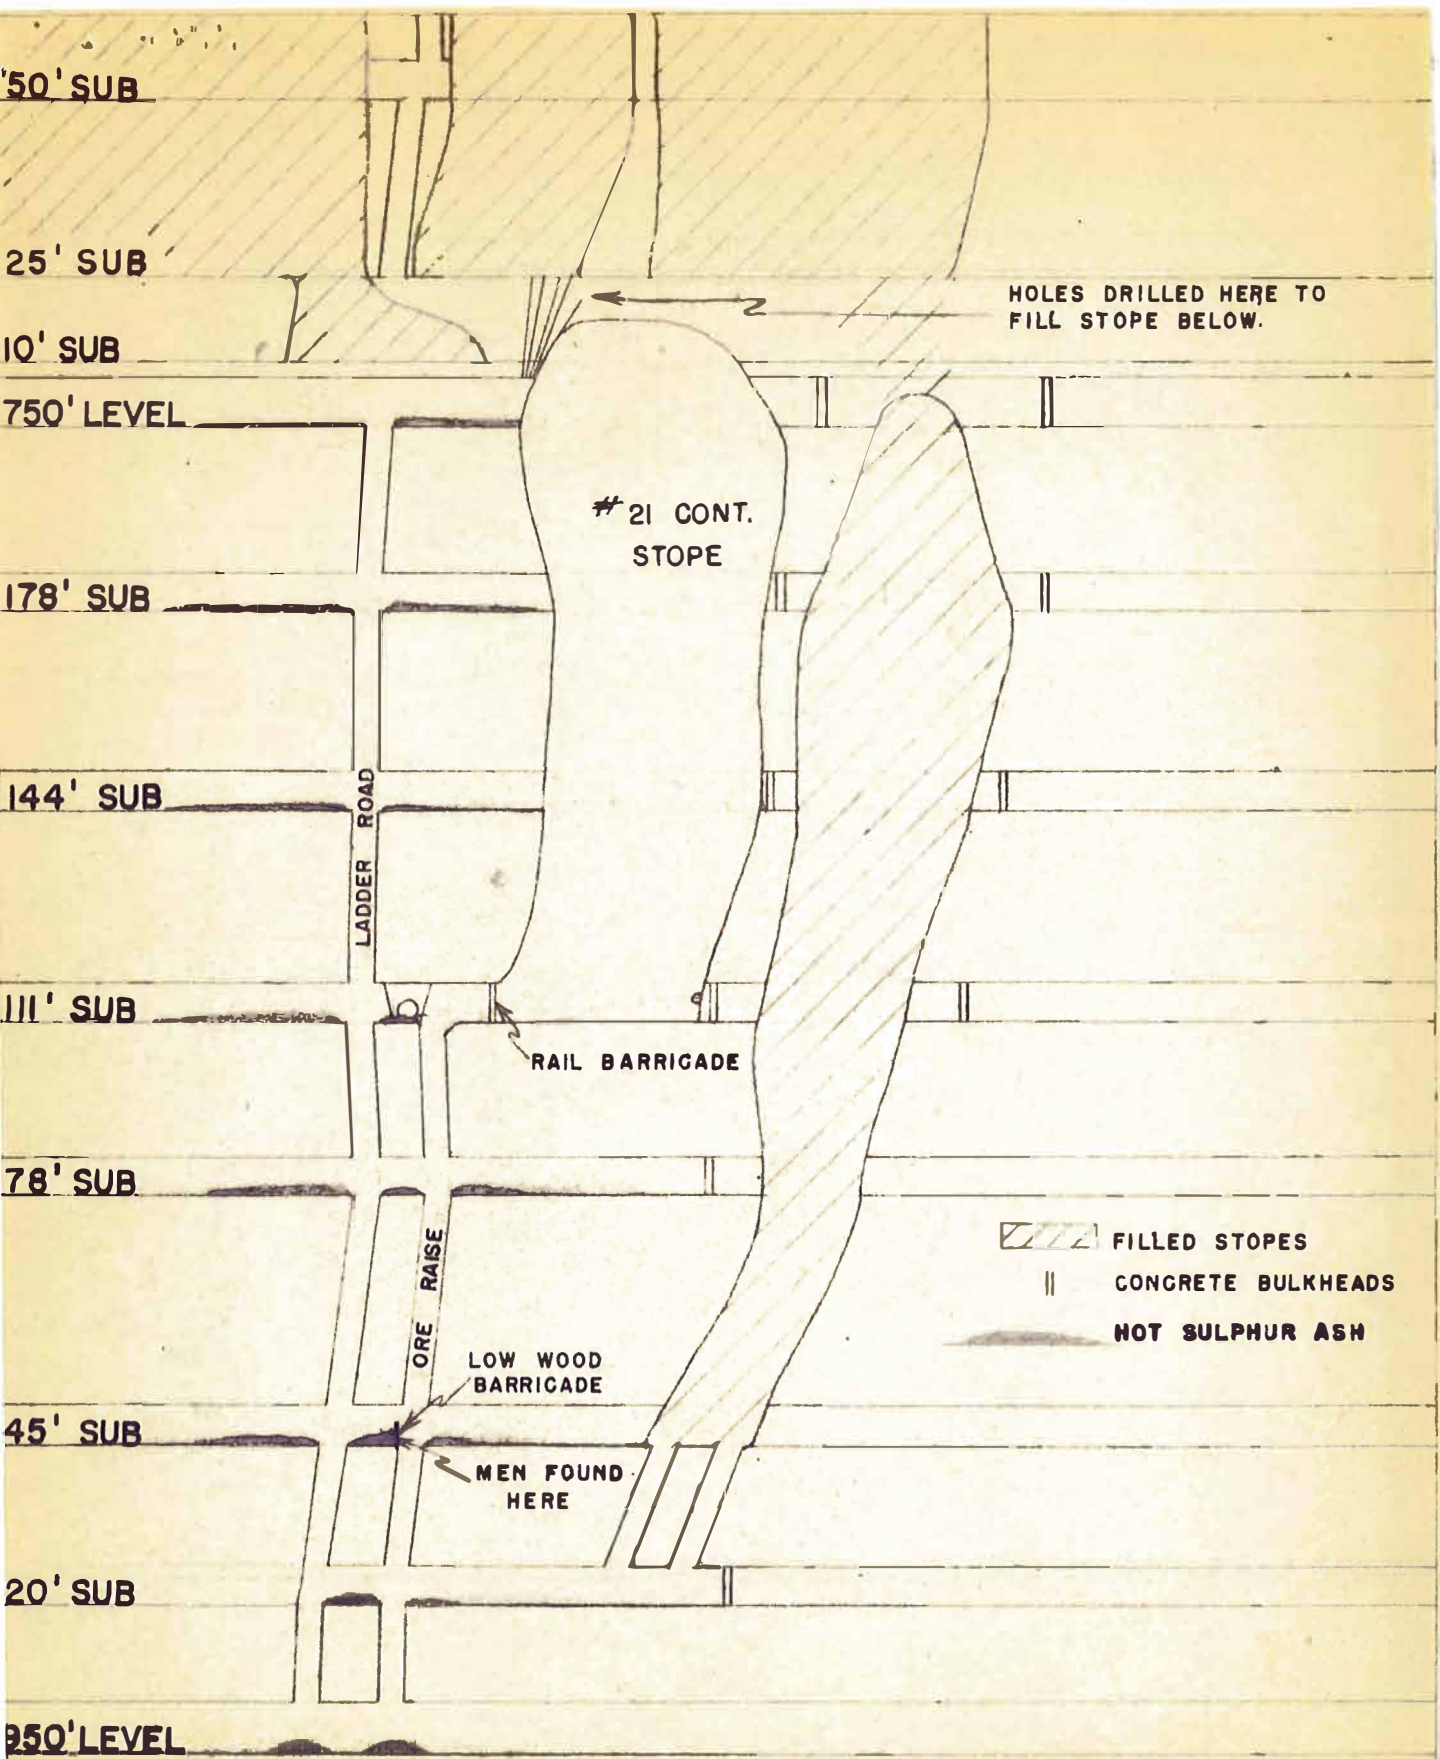 '50' SUB
25' SUB
HOLES DRILLED HERE TO
FILL STOPE BELOW.
10' SUB
750' LEVEL
# 21 CONT.
STOPE
178' SUB
144' SUB
LADDER ROAD
111' SUB
RAIL BARRICADE
78' SUB
FILLED STOPES
CONCRETE BULKHEADS
HOT SULPHUR ASH
ORE RAISE
LOW WOOD
BARRICADE
45' SUB
MEN FOUND
HERE
20' SUB
950' LEVEL